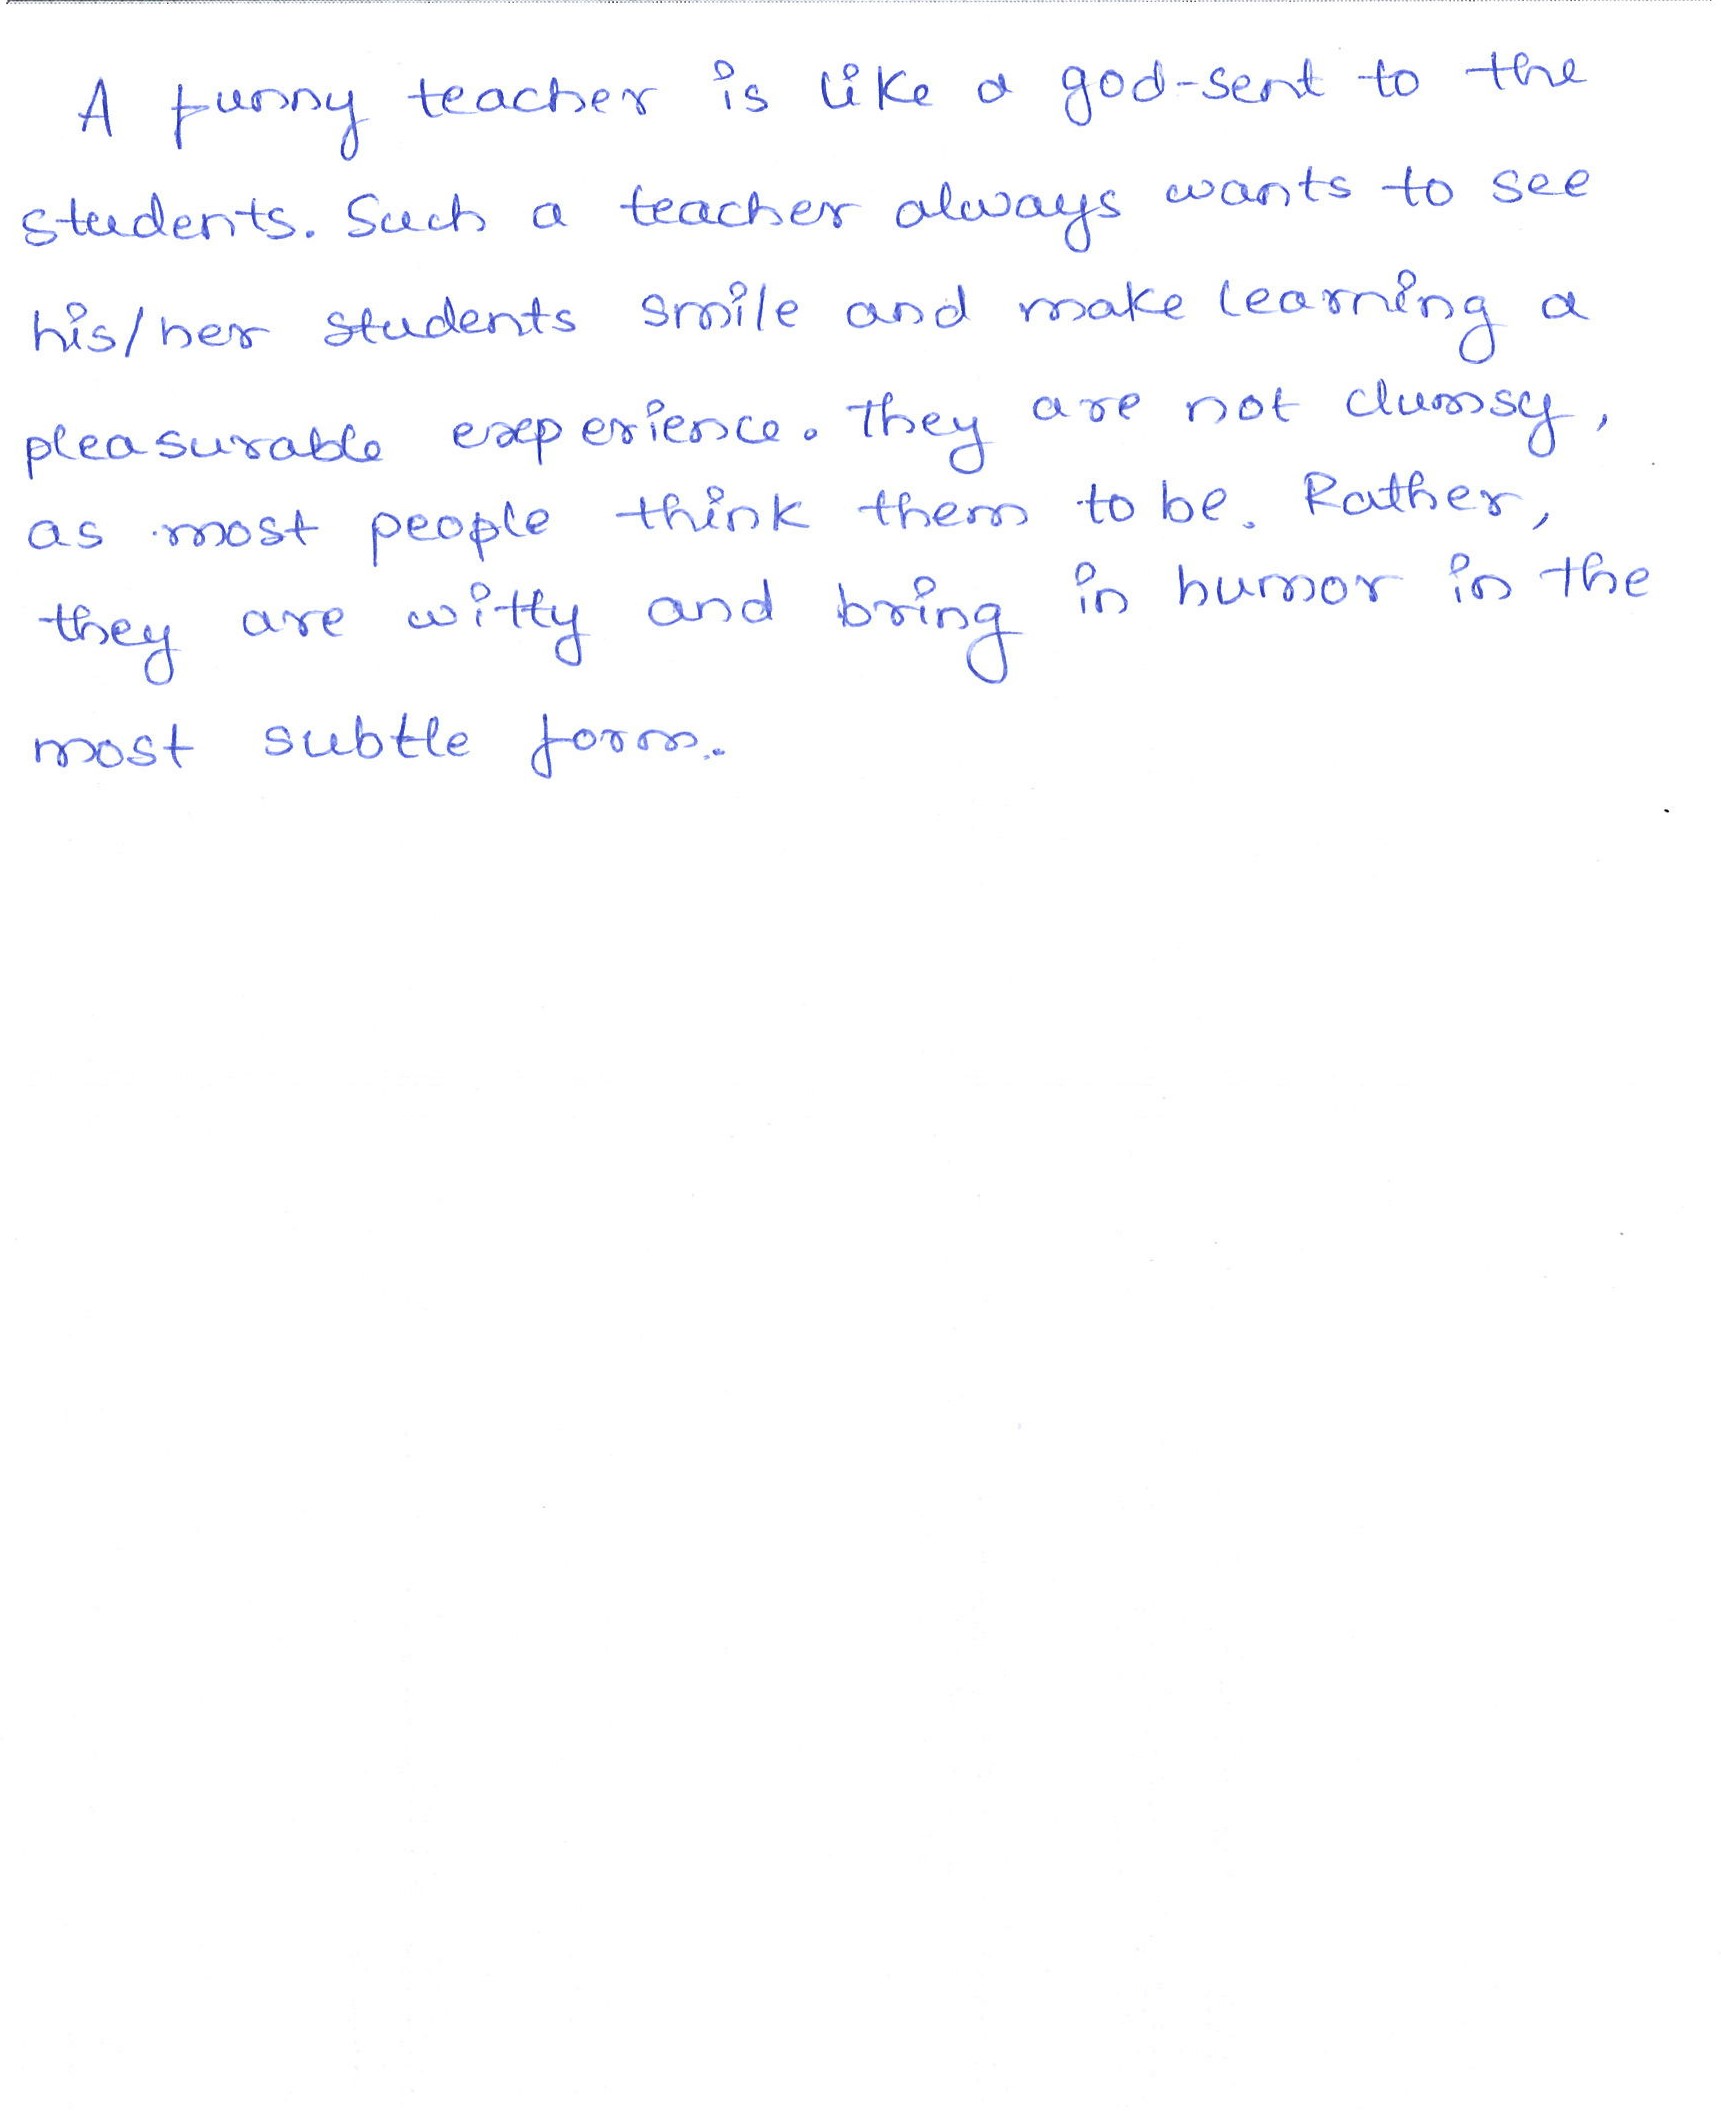 A funny teacher is like a god-sent to the
students. Such a teacher always wants to see
his/her students smile and make learning a
pleasurable experience. They are not clumsy,
as most people think them to be. Rather,
they are witty and bring in humor in the
most subtle form.